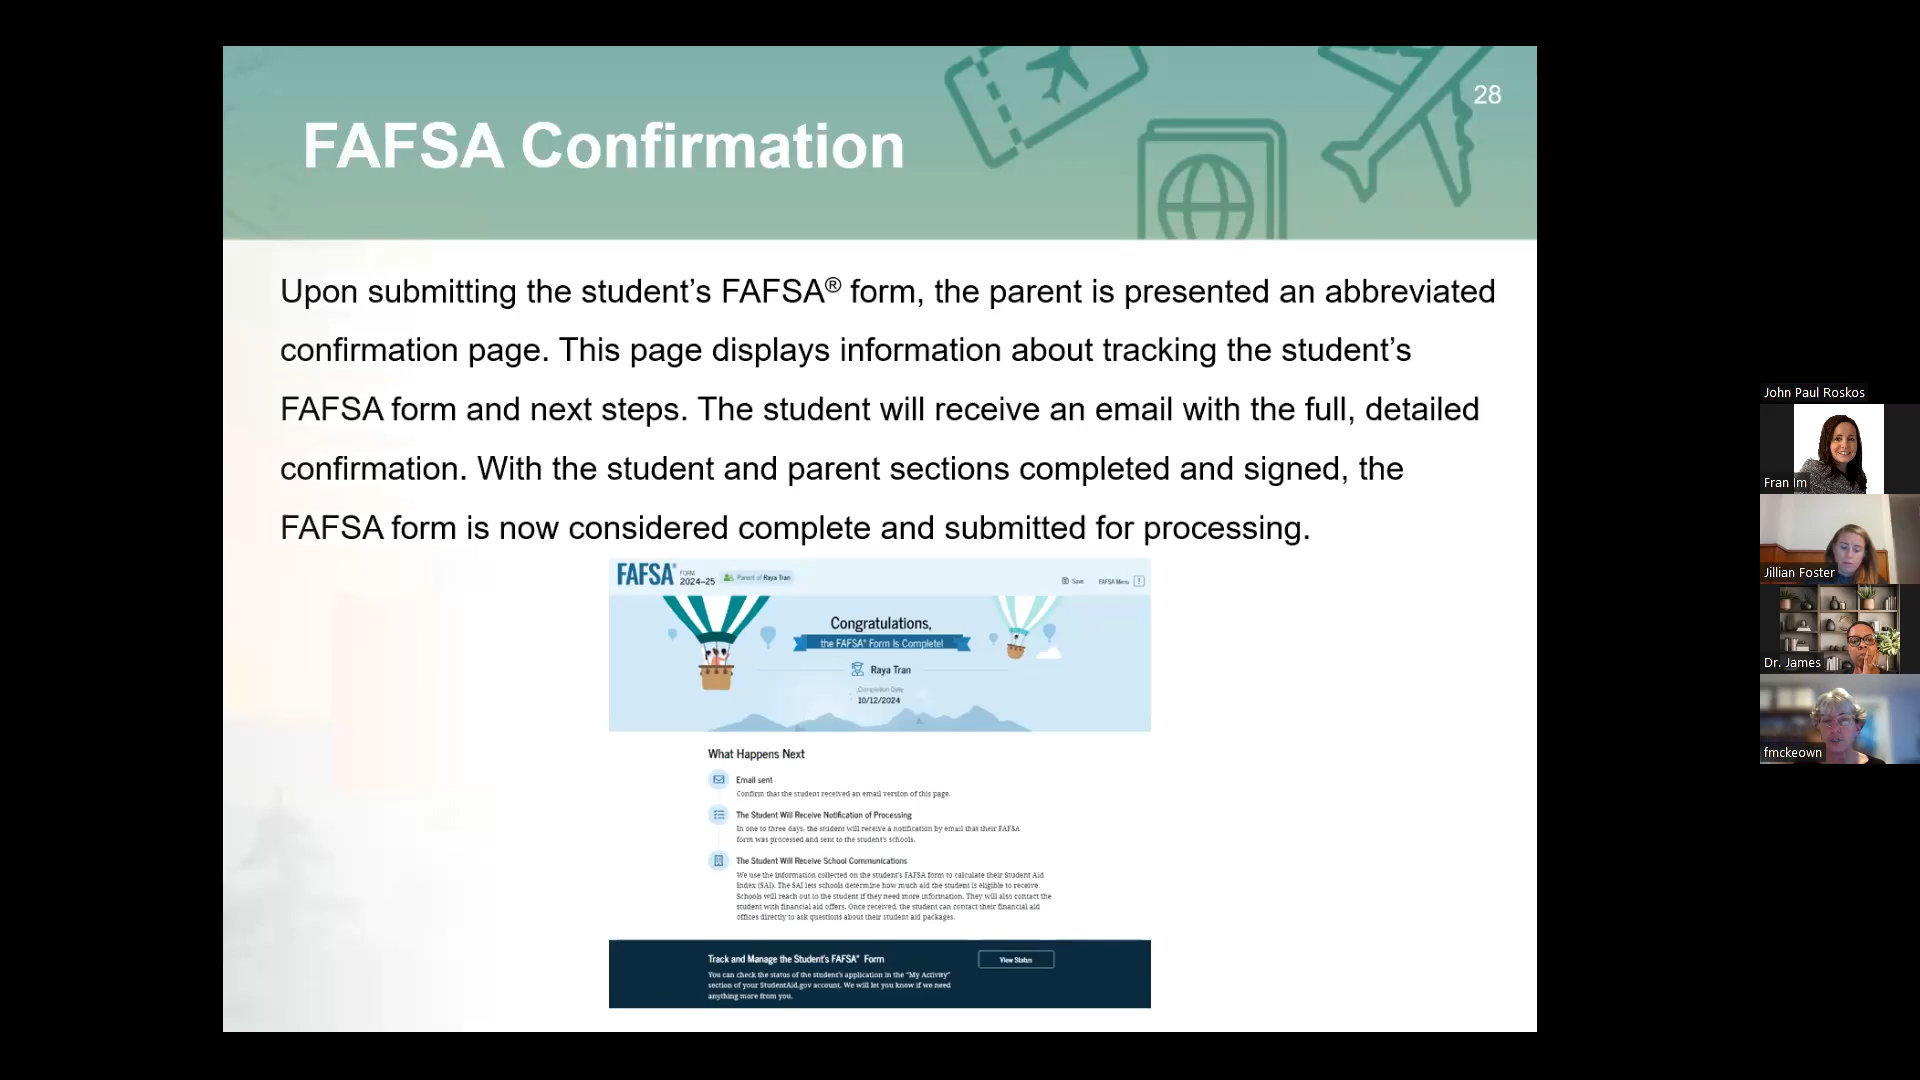 28
FAFSA Confirmation
Upon submitting the student’s FAFSA® form, the parent is presented an abbreviated
confirmation page. This page displays information about tracking the student’s
FAFSA form and next steps. The student will receive an email with the full, detailed
confirmation. With the student and parent sections completed and signed, the
FAFSA form is now considered complete and submitted for processing.
FAFSA® FORM 2024–25 Parent of Raya Tran Save FAFSA Menu
Congratulations,
the FAFSA® Form Is Complete!
Raya Tran
Completion Date
10/12/2024
What Happens Next
Email sent
Confirm that the student received an email version of this page.
The Student Will Receive Notification of Processing
In one to three days, the student will receive a notification by email that their FAFSA
form was processed and sent to the student's schools.
The Student Will Receive School Communications
We use the information collected on the student's FAFSA form to calculate their Student Aid
Index (SAI). The SAI lets schools determine how much aid the student is eligible to receive.
Schools will reach out to the student if they need more information. They will also contact the
student with financial aid offers. Once received, the student can contact their financial aid
offices directly to ask questions about their student aid packages.
Track and Manage the Student's FAFSA® Form
View Status
You can check the status of the student's application in the "My Activity"
section of your StudentAid.gov account. We will let you know if we need
anything more from you.
John Paul Roskos
Fran Im
Jillian Foster
Dr. James
fmckeown